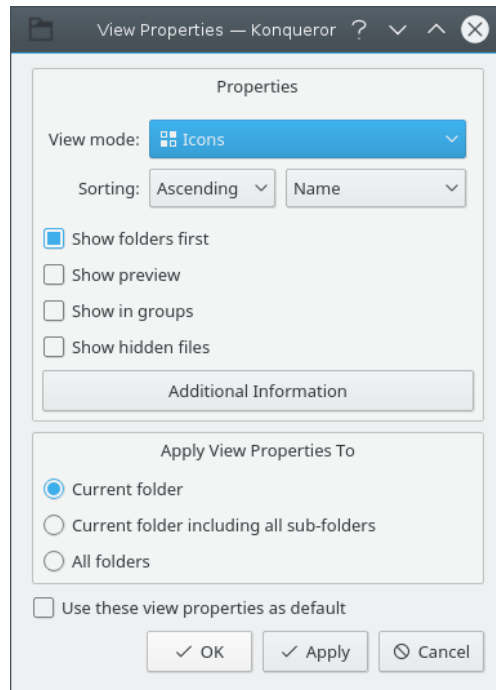 View Properties — Konqueror ?
Properties
View mode: Icons
Sorting: Ascending Name
Show folders first
Show preview
Show in groups
Show hidden files
Additional Information
Apply View Properties To
Current folder
Current folder including all sub-folders
All folders
Use these view properties as default
OK Apply Cancel